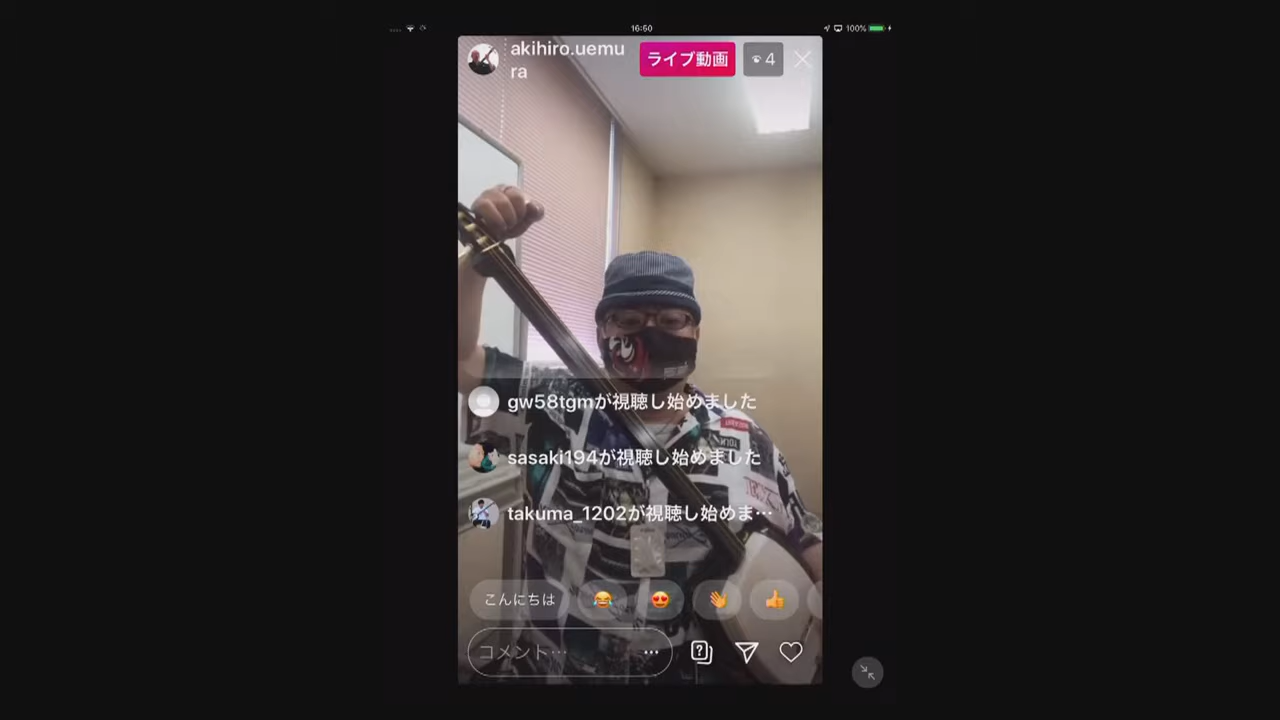 16:50
100%
akihiro.uemu
ra
ライブ動画
4
gw58tgmが視聴し始めました
sasaki194が視聴し始めました
takuma_1202が視聴し始めま…
こんにちは
コメント…